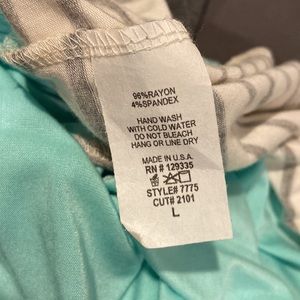 96%RAYON
4%SPANDEX
HAND WASH
WITH COLD WATER
DO NOT BLEACH
HANG OR LINE DRY
MADE IN U.S.A.
RN # 129335
STYLE# 7775
CUT# 2101
L